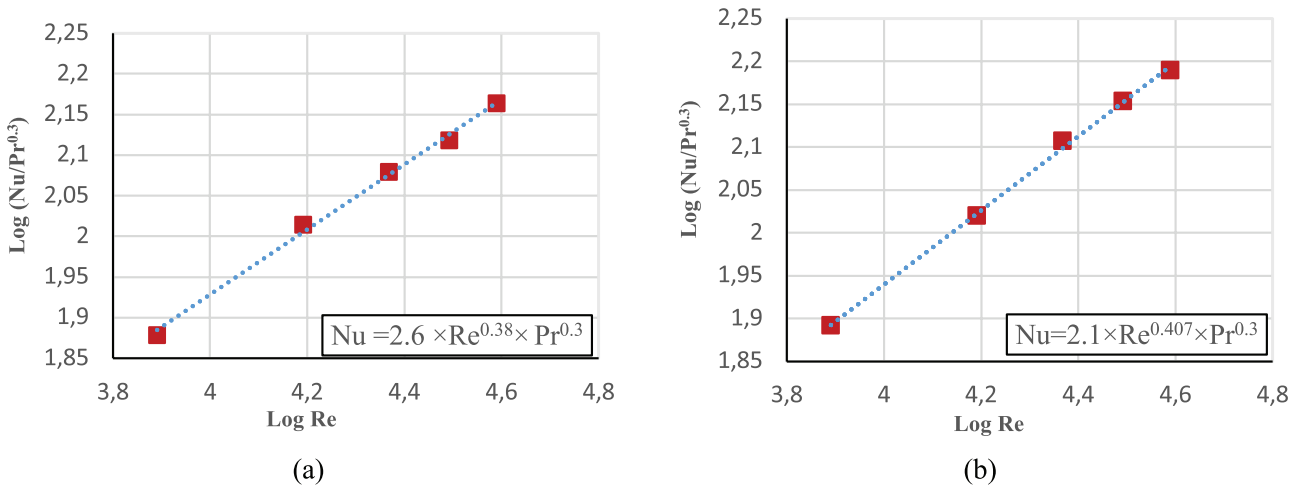 2,25
2,2
2,15
2,1
2,05
2
1,95
1,9
1,85
Log (Nu/Pr0.3)
Nu =2.6 ×Re0.38× Pr0.3
3,8 4 4,2 4,4 4,6 4,8
Log Re
(a)
2,25
2,2
2,15
2,1
2,05
2
1,95
1,9
1,85
Log (Nu/Pr0.3)
Nu=2.1×Re0.407×Pr0.3
3,8 4 4,2 4,4 4,6 4,8
Log Re
(b)